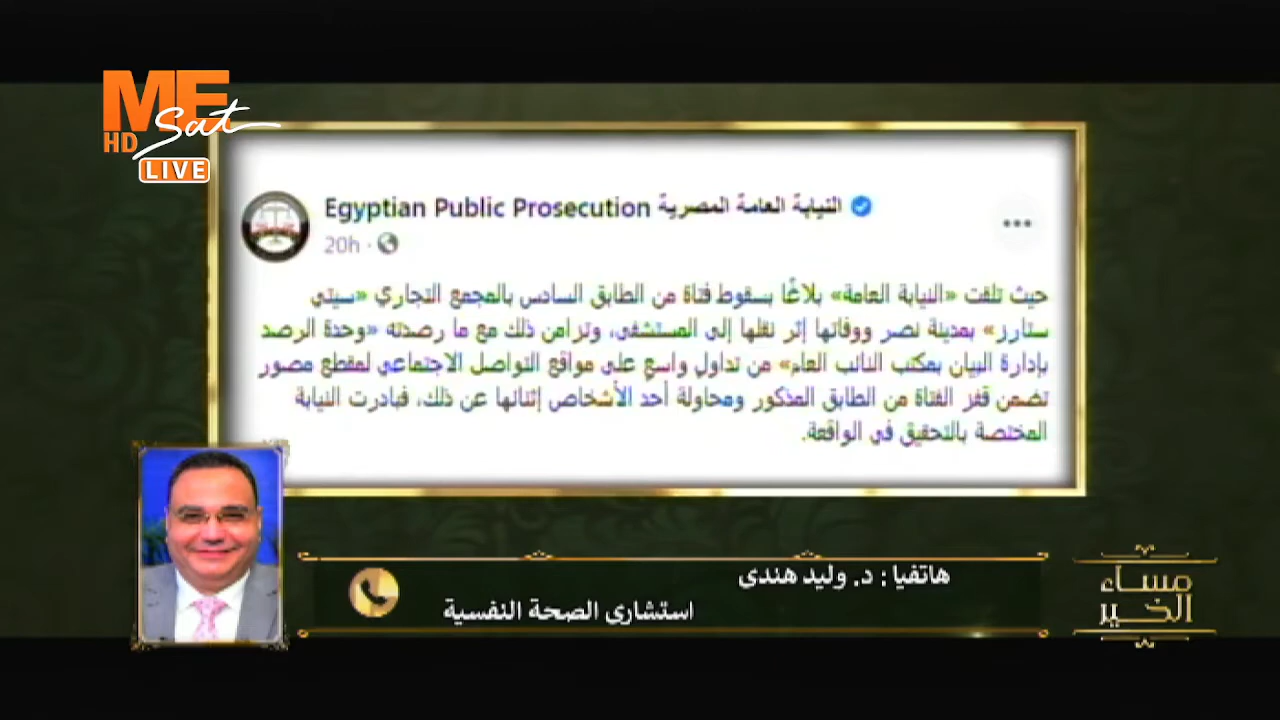 ME
Sat
HD
LIVE
Egyptian Public Prosecution النيابة العامة المصرية
20h ·
حيث تلقت «النيابة العامة» بلاغًا بسقوط فتاة من الطابق السادس بالمجمع التجاري «سيتي
ستارز» بمدينة نصر ووفاتها إثر نقلها إلى المستشفى، وتزامن ذلك مع ما رصدته «وحدة الرصد
بإدارة البيان بمكتب النائب العام» من تداولٍ واسعٍ على مواقع التواصل الاجتماعي لمقطع مصور
تضمن قفز الفتاة من الطابق المذكور ومحاولة أحد الأشخاص إثنائها عن ذلك، فبادرت النيابة
المختصة بالتحقيق في الواقعة.
هاتفيا : د. وليد هندى
استشارى الصحة النفسية
مساء
الخير